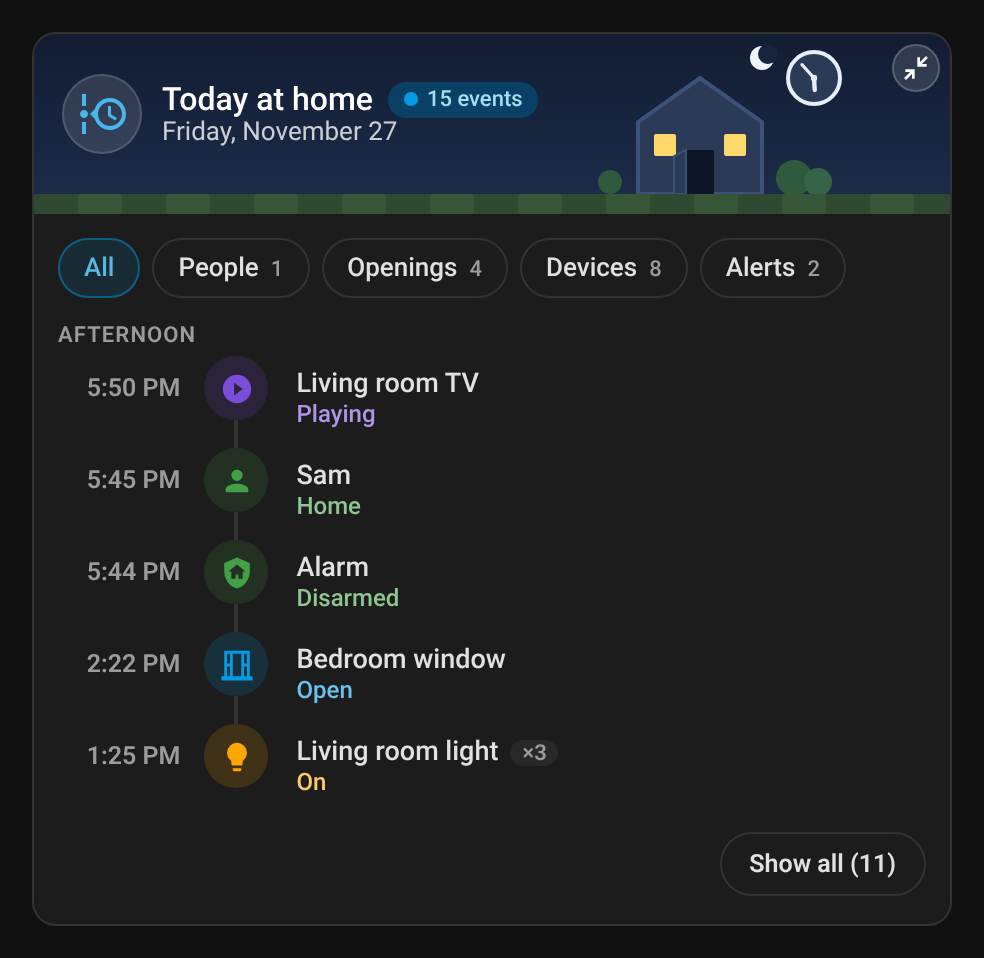 Today at home 15 events
Friday, November 27
All People 1 Openings 4 Devices 8 Alerts 2
AFTERNOON
5:50 PM Living room TV
Playing
5:45 PM Sam
Home
5:44 PM Alarm
Disarmed
2:22 PM Bedroom window
Open
1:25 PM Living room light ×3
On
Show all (11)